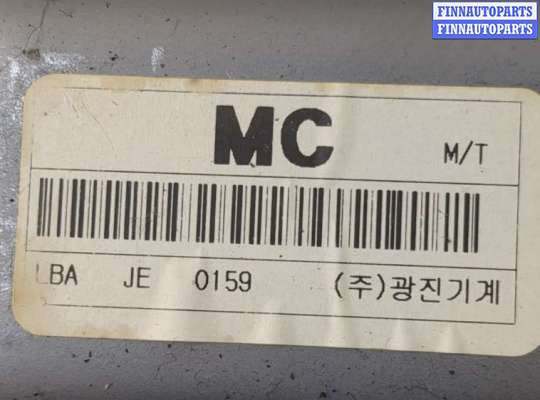 FINNAUTOPARTS
FINNAUTOPARTS
MC M/T
LBA JE 0159 (주)광진기계